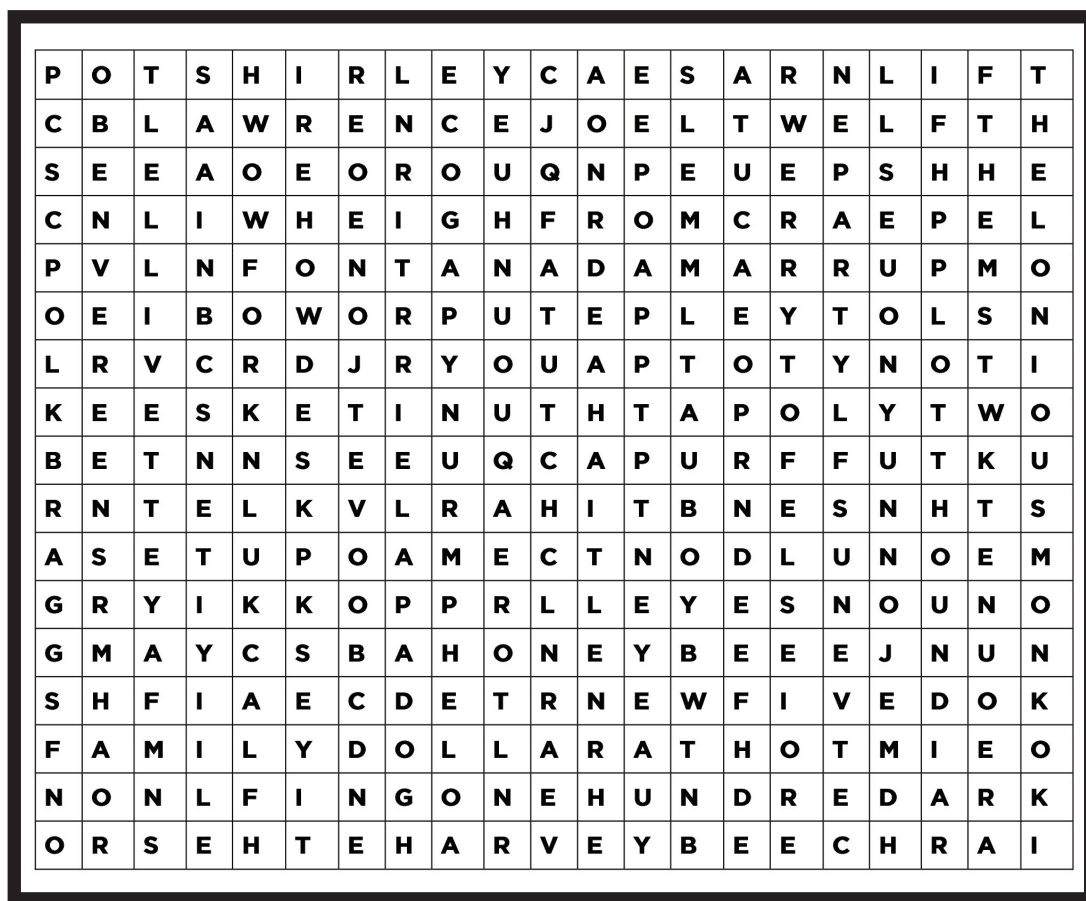 P O T S H I R L E Y C A E S A R N L I F T
C B L A W R E N C E J O E L T W E L F T H
S E E A O E O R O U Q N P E U E P S H H E
C N L I W H E I G H F R O M C R A E P E L
P V L N F O N T A N A D A M A R R U P M O
O E I B O W O R P U T E P L E Y T O L S N
L R V C R D J R Y O U A P T O T Y N O T I
K E E S K E T I N U T H T A P O L Y T W O
B E T N N S E E U Q C A P U R F F U T K U
R N T E L K V L R A H I T B N E S N H T S
A S E T U P O A M E C T N O D L U N O E M
G R Y I K K O P P R L L E Y E S N O U N O
G M A Y C S B A H O N E Y B E E E J N U N
S H F I A E C D E T R N E W F I V E D O K
F A M I L Y D O L L A R A T H O T M I E O
N O N L F I N G O N E H U N D R E D A R K
O R S E H T E H A R V E Y B E E C H R A I